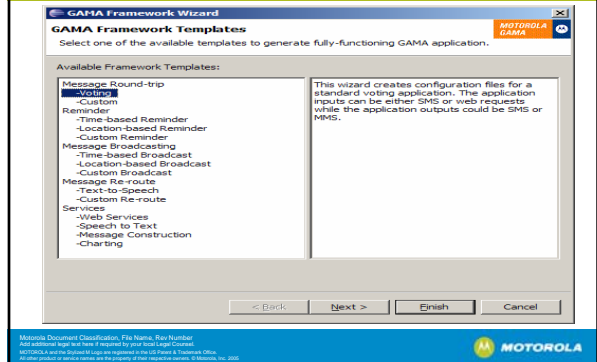 GAMA Framework Wizard
GAMA Framework Templates
Select one of the available templates to generate fully-functioning GAMA application.
MOTOROLA
GAMA
Available Framework Templates:
Message Round-trip
-Voting
-Custom
Reminder
-Time-based Reminder
-Location-based Reminder
-Custom Reminder
Message Broadcasting
-Time-based Broadcast
-Location-based Broadcast
-Custom Broadcast
Message Re-route
-Text-to-Speech
-Custom Re-route
Services
-Web Services
-Speech to Text
-Message Construction
-Charting
This wizard creates configuration files for a
standard voting application. The application
inputs can be either SMS or web requests
while the application outputs could be SMS or
MMS.
< Back
Next >
Finish
Cancel
Motorola Document Classification, File Name, Rev Number
Add additional legal text here if required by your local Legal Counsel.
MOTOROLA and the Stylized M Logo are registered in the US Patent & Trademark Office.
All other product or service names are the property of their respective owners. © Motorola, Inc. 2005
MOTOROLA